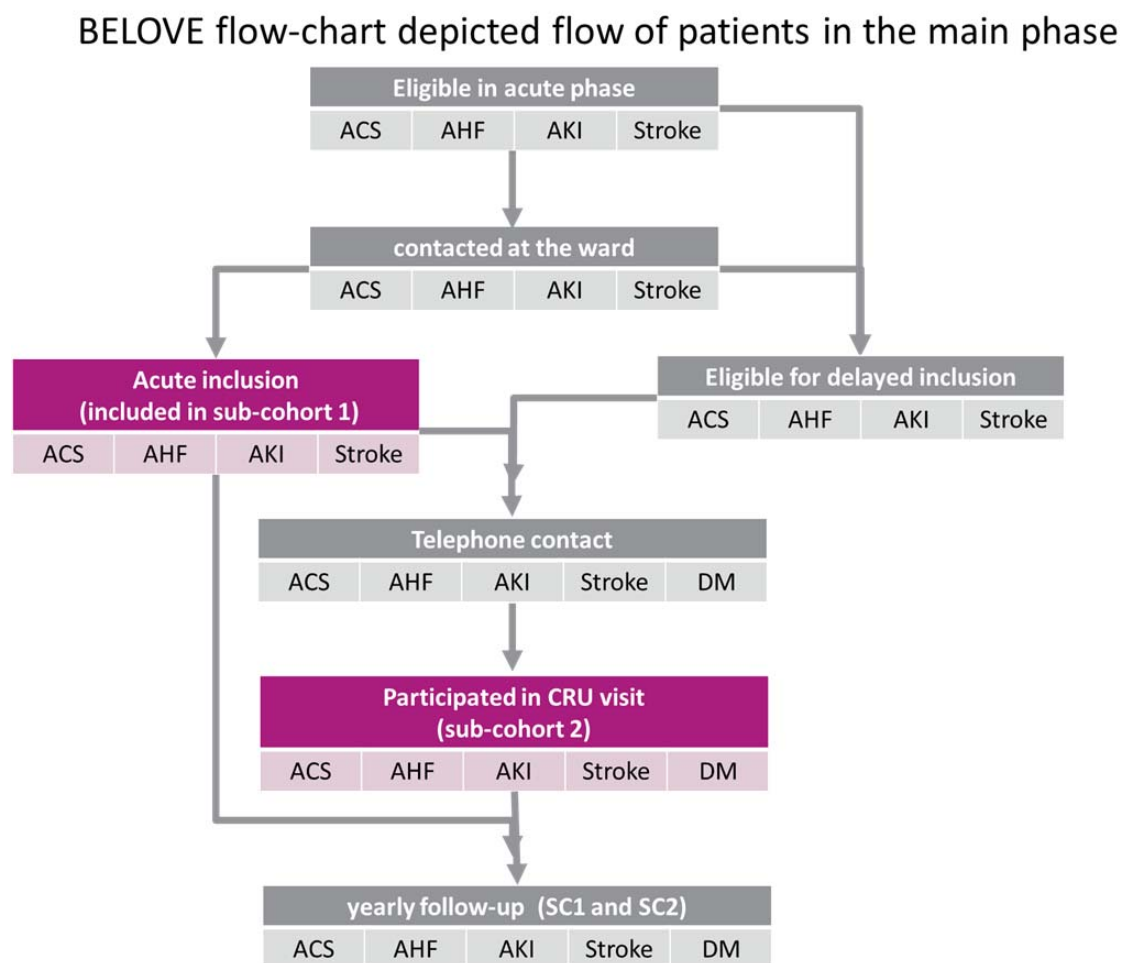 BELOVE flow-chart depicted flow of patients in the main phase
Eligible in acute phase
ACS AHF AKI Stroke
contacted at the ward
ACS AHF AKI Stroke
Acute inclusion
(included in sub-cohort 1)
ACS AHF AKI Stroke
Eligible for delayed inclusion
ACS AHF AKI Stroke
Telephone contact
ACS AHF AKI Stroke DM
Participated in CRU visit
(sub-cohort 2)
ACS AHF AKI Stroke DM
yearly follow-up (SC1 and SC2)
ACS AHF AKI Stroke DM